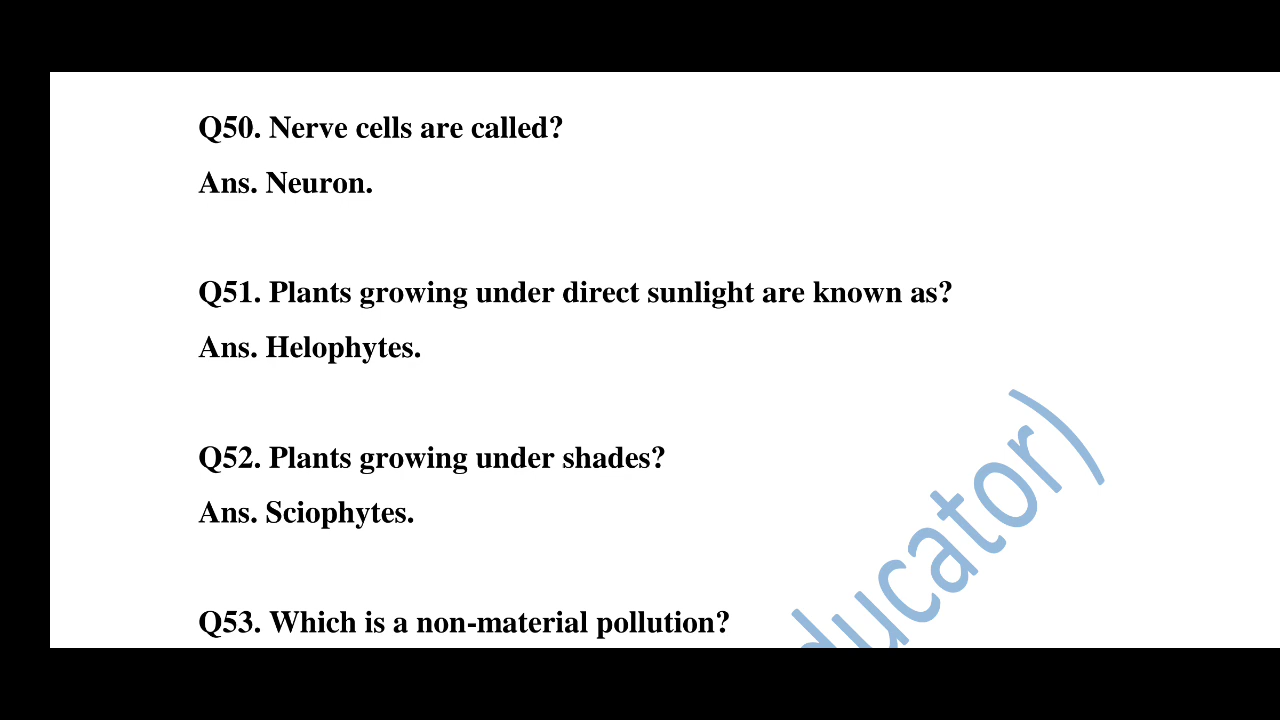 Q50. Nerve cells are called?
Ans. Neuron.
Q51. Plants growing under direct sunlight are known as?
Ans. Helophytes.
Q52. Plants growing under shades?
Ans. Sciophytes.
Q53. Which is a non-material pollution?
ducator)